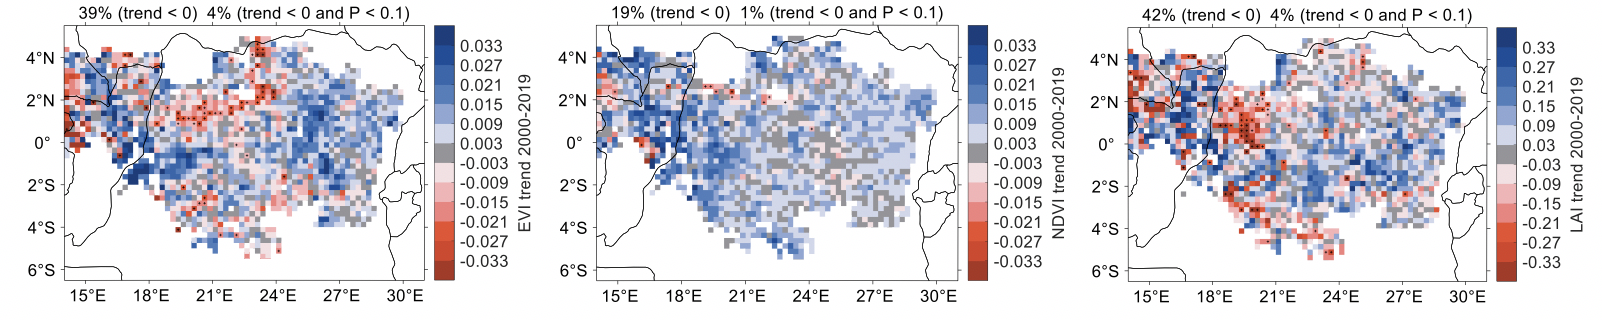 39% (trend < 0) 4% (trend < 0 and P < 0.1)
4°N
2°N
0°
2°S
4°S
6°S
15°E 18°E 21°E 24°E 27°E 30°E
0.033
0.027
0.021
0.015
0.009
0.003
-0.003
-0.009
-0.015
-0.021
-0.027
-0.033
EVI trend 2000-2019
19% (trend < 0) 1% (trend < 0 and P < 0.1)
4°N
2°N
0°
2°S
4°S
6°S
15°E 18°E 21°E 24°E 27°E 30°E
0.033
0.027
0.021
0.015
0.009
0.003
-0.003
-0.009
-0.015
-0.021
-0.027
-0.033
NDVI trend 2000-2019
42% (trend < 0) 4% (trend < 0 and P < 0.1)
4°N
2°N
0°
2°S
4°S
6°S
15°E 18°E 21°E 24°E 27°E 30°E
0.33
0.27
0.21
0.15
0.09
0.03
-0.03
-0.09
-0.15
-0.21
-0.27
-0.33
LAI trend 2000-2019